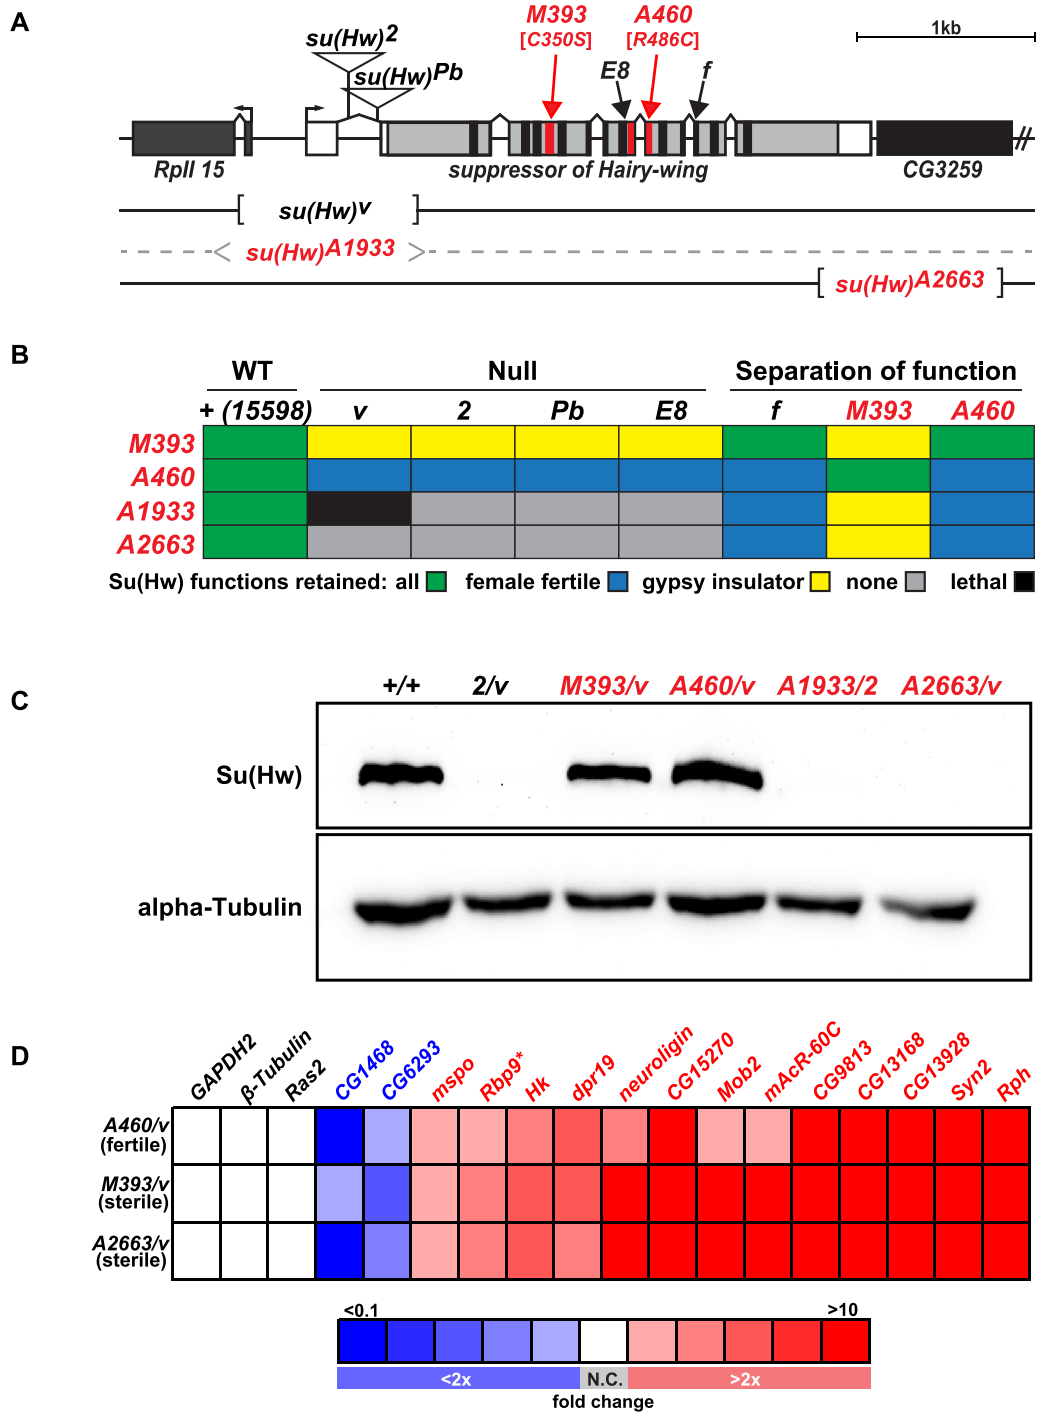 A
M393
[C350S]
A460
[R486C]
1kb
su(Hw)2
su(Hw)Pb
E8
f
RpII 15
suppressor of Hairy-wing
CG3259
su(Hw)v
su(Hw)A1933
su(Hw)A2663
B
WT
Null
Separation of function
+ (15598)
v
2
Pb
E8
f
M393
A460
M393
A460
A1933
A2663
Su(Hw) functions retained: all
female fertile
gypsy insulator
none
lethal
C
+/+
2/v
M393/v
A460/v
A1933/2
A2663/v
Su(Hw)
alpha-Tubulin
D
GAPDH2
β-Tubulin
Ras2
CG1468
CG6293
mspo
Rbp9*
Hk
dpr19
neuroligin
CG15270
Mob2
mAcR-60C
CG9813
CG13168
CG13928
Syn2
Rph
A460/v
(fertile)
M393/v
(sterile)
A2663/v
(sterile)
<0.1
>10
<2x
N.C.
>2x
fold change